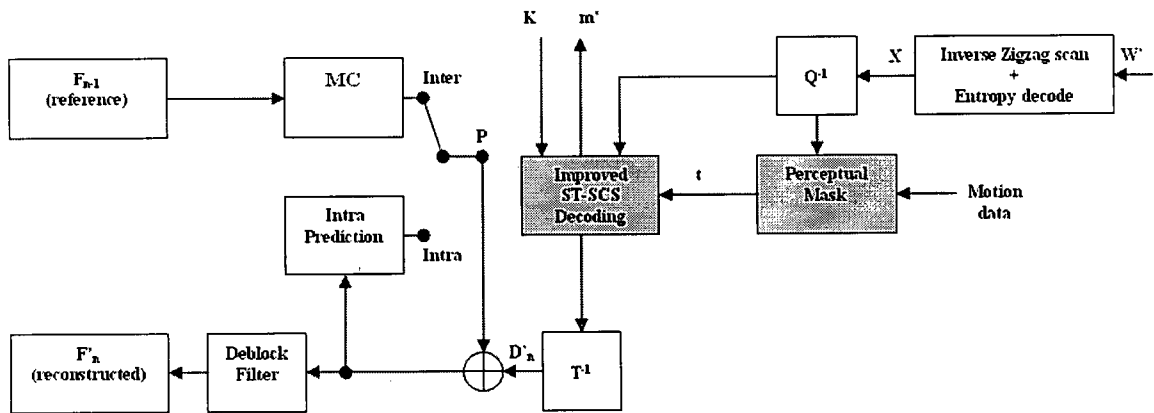 K
m'
F_{n-1}
(reference)
MC
Inter
P
Q^{-1}
X
Inverse Zigzag scan
+
Entropy decode
W'
Improved
ST-SCS
Decoding
t
Perceptual
Mask
Motion
data
Intra
Prediction
Intra
F'_{n}
(reconstructed)
Deblock
Filter
D'_{n}
T^{-1}